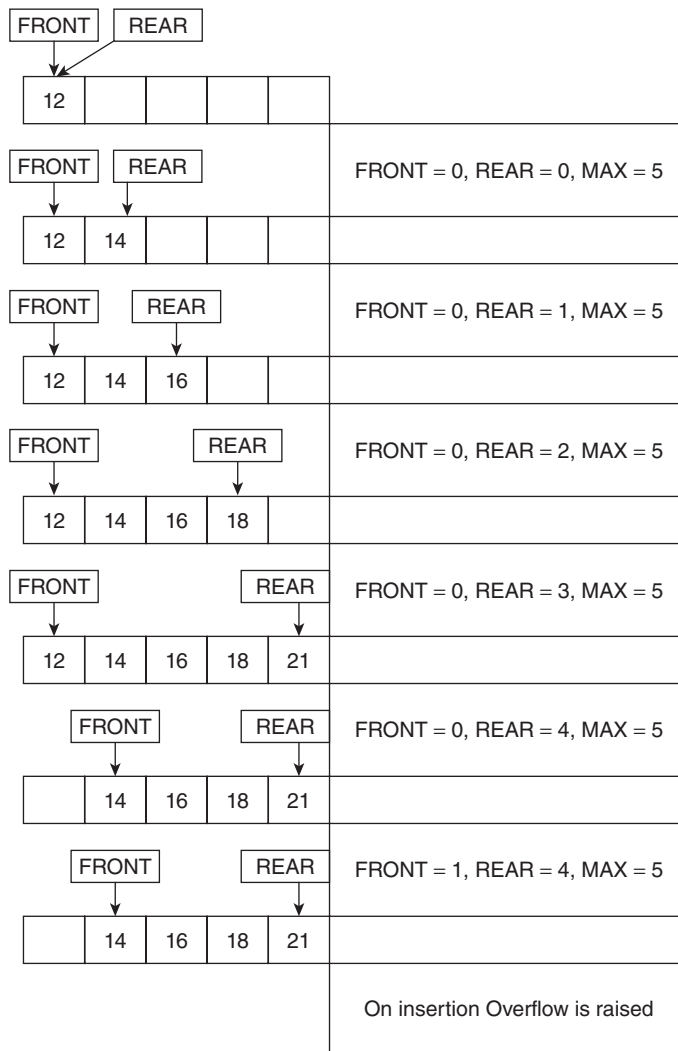 FRONT REAR
12
FRONT REAR FRONT = 0, REAR = 0, MAX = 5
12 14
FRONT REAR FRONT = 0, REAR = 1, MAX = 5
12 14 16
FRONT REAR FRONT = 0, REAR = 2, MAX = 5
12 14 16 18
FRONT REAR FRONT = 0, REAR = 3, MAX = 5
12 14 16 18 21
FRONT REAR FRONT = 0, REAR = 4, MAX = 5
14 16 18 21
FRONT REAR FRONT = 1, REAR = 4, MAX = 5
14 16 18 21
On insertion Overflow is raised